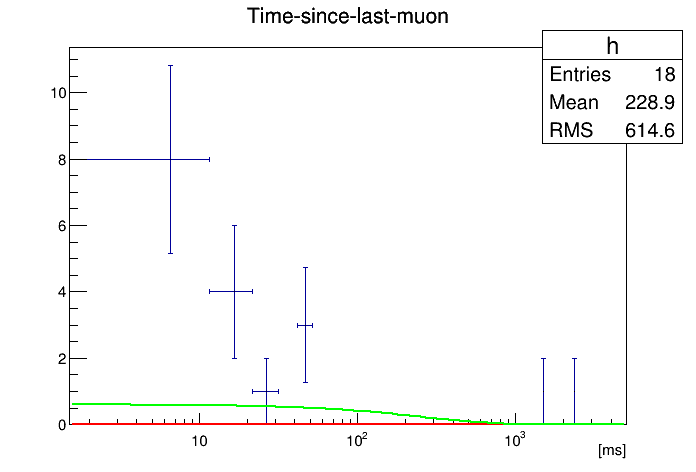 Time-since-last-muon
h
Entries 18
Mean 228.9
RMS 614.6
10
8
6
4
2
0
10
10²
10³
[ms]